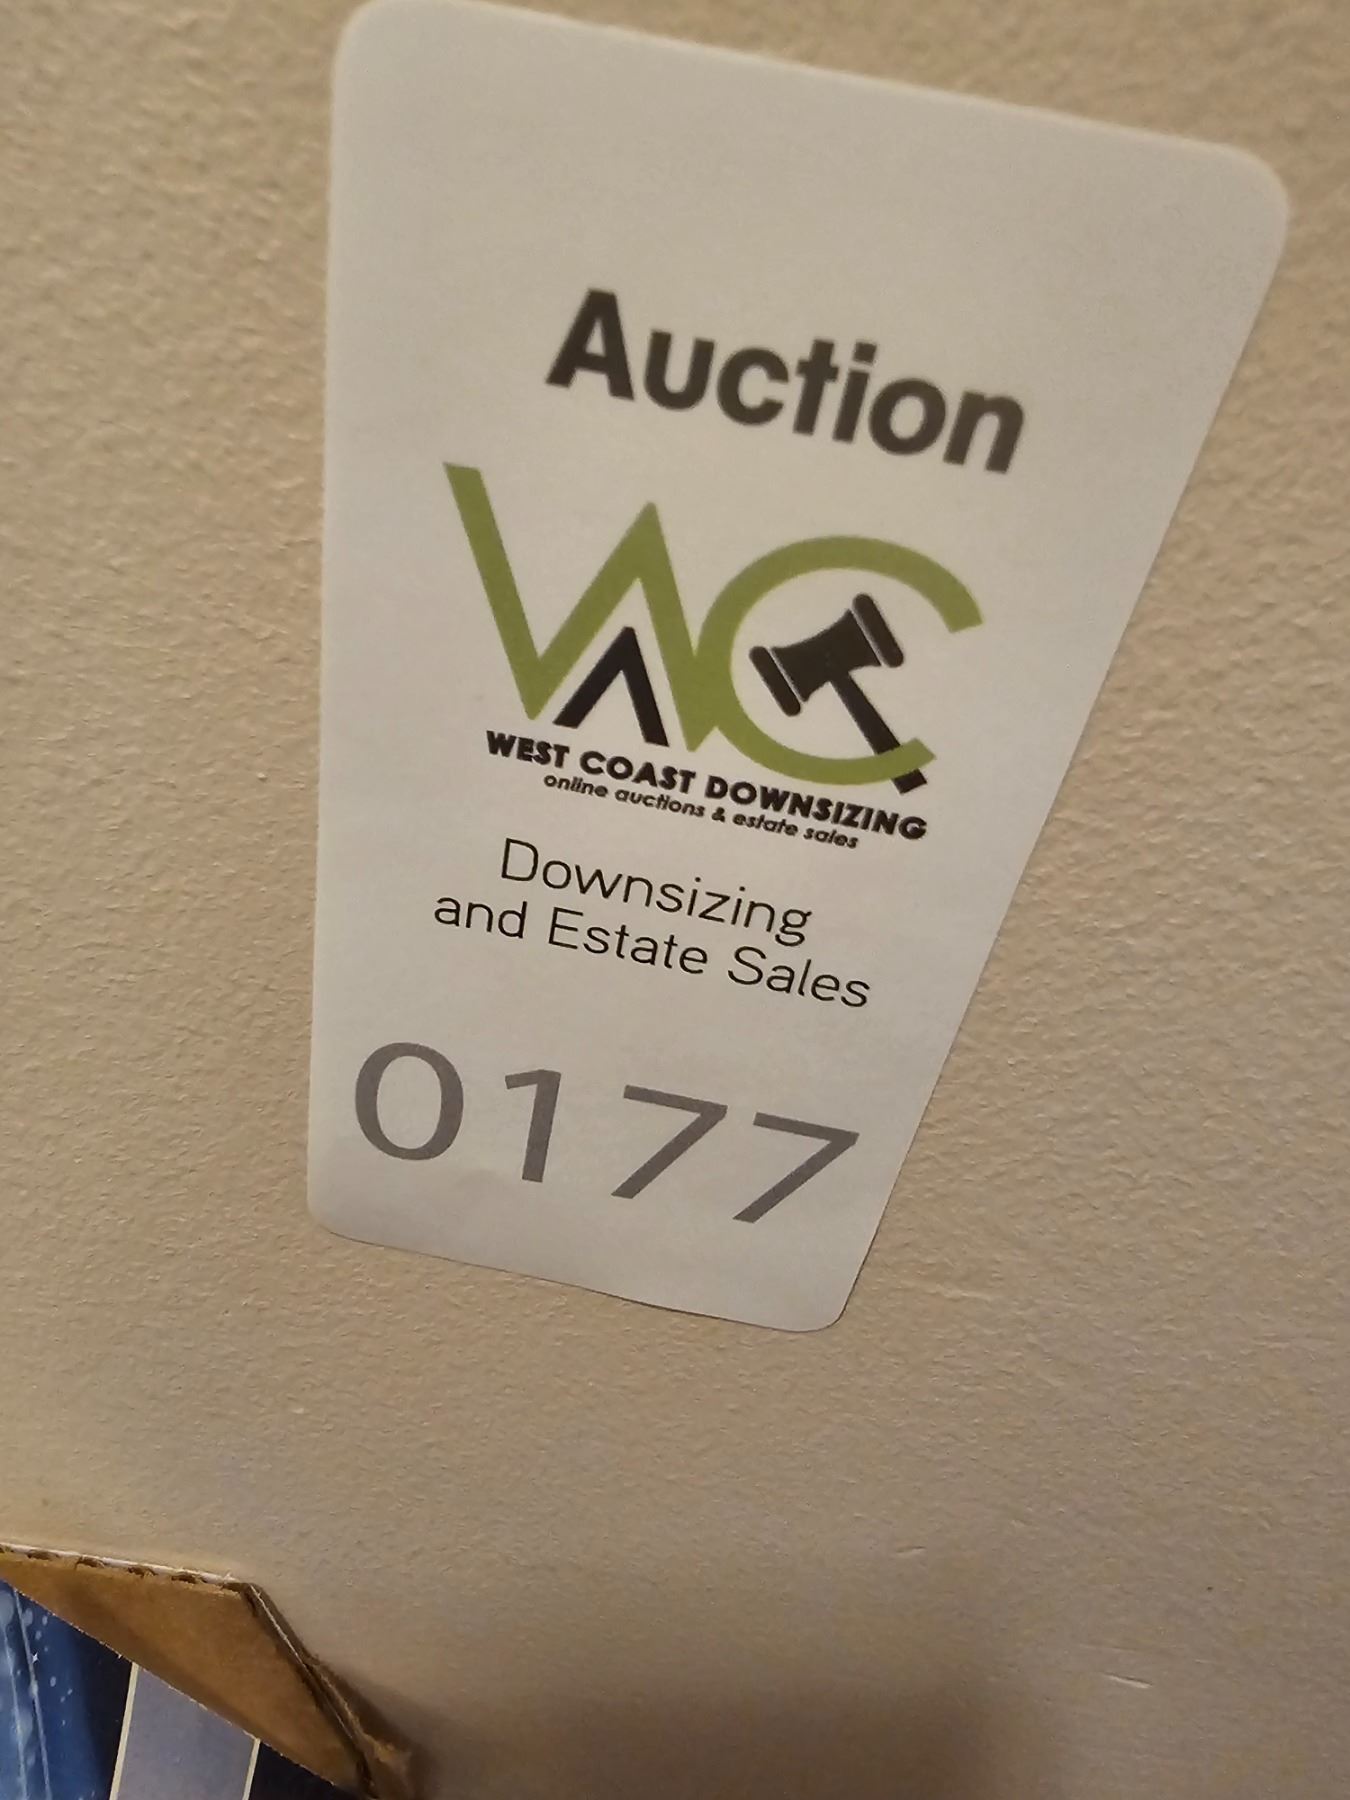 Auction
WC
WEST COAST DOWNSIZING
online auctions & estate sales
Downsizing
and Estate Sales
0177